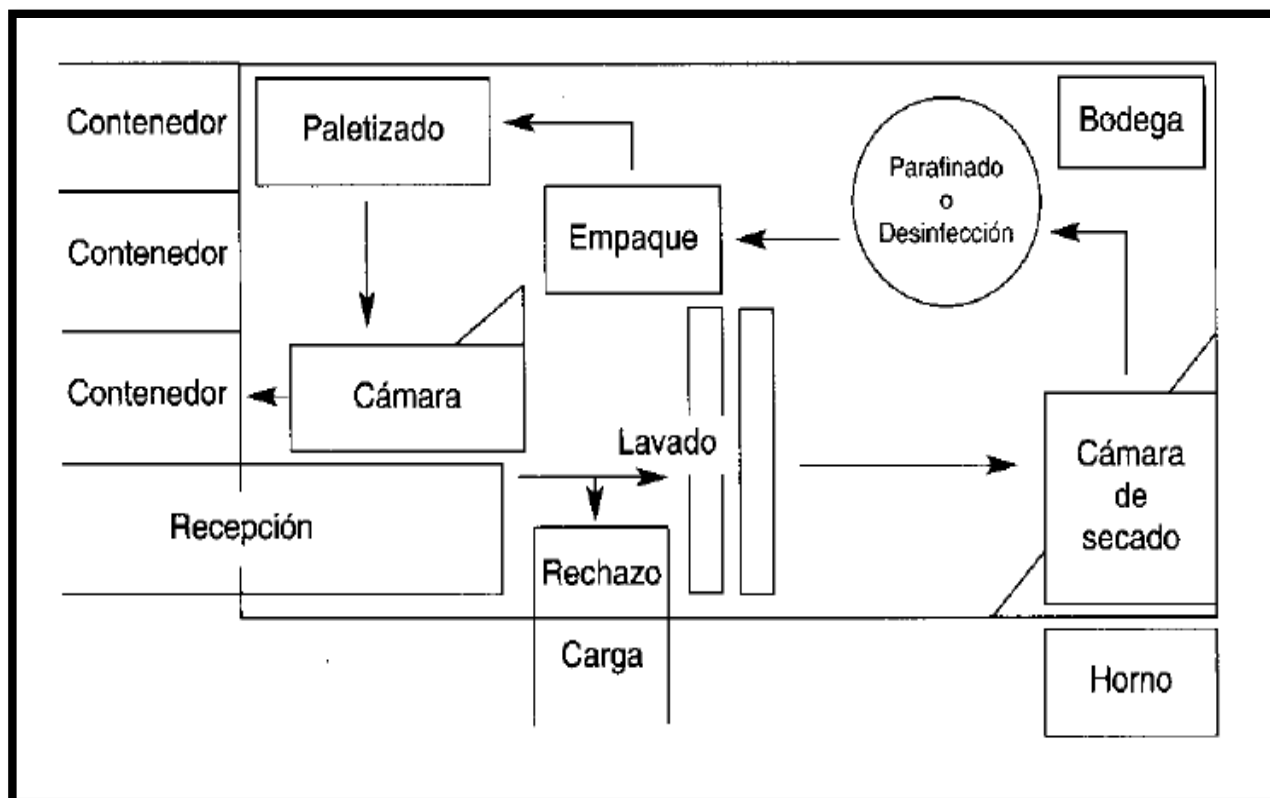 Contenedor
Paletizado
Bodega
Parafinado
o
Desinfección
Empaque
Contenedor
Contenedor
Cámara
Lavado
Cámara
de
secado
Recepción
Rechazo
Carga
Horno